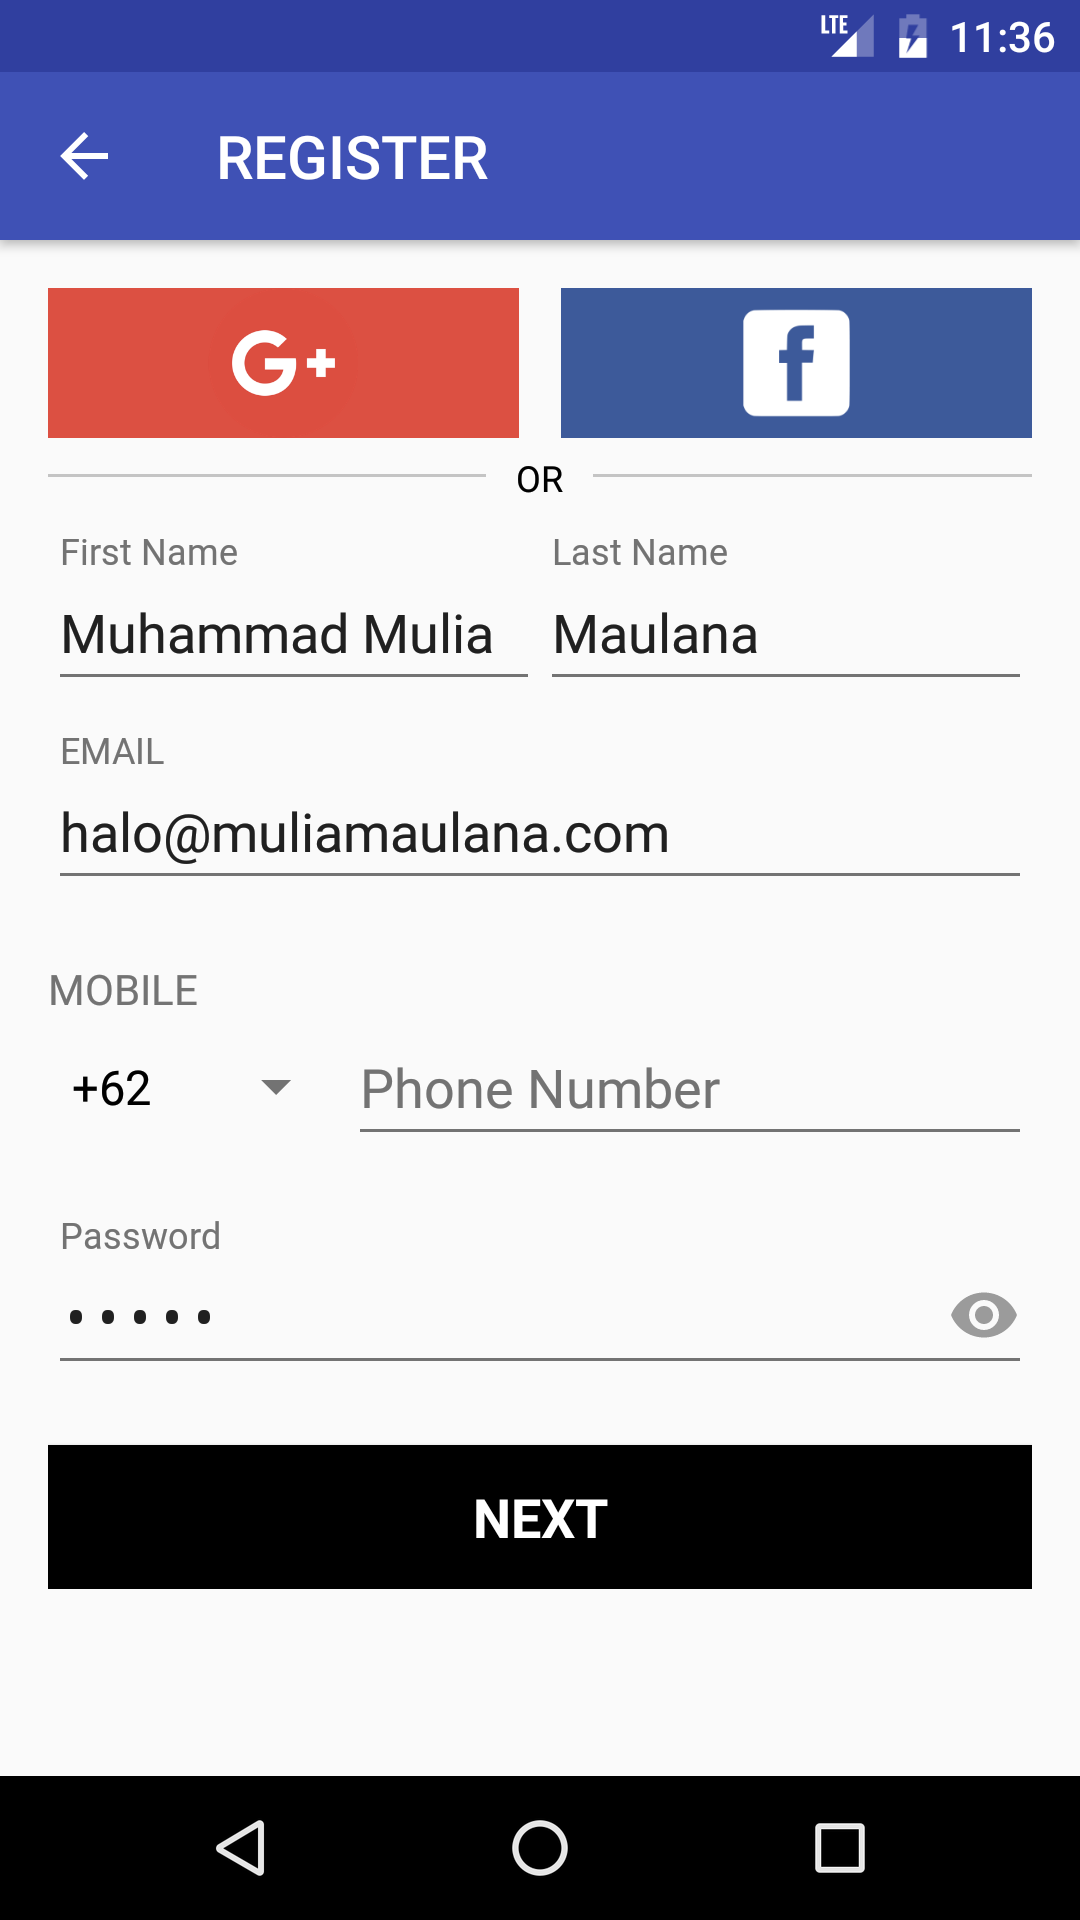 LTE 11:36
REGISTER
G+ f
OR
First Name Last Name
Muhammad Mulia Maulana
EMAIL
halo@muliamaulana.com
MOBILE
+62 Phone Number
Password
•••••
NEXT